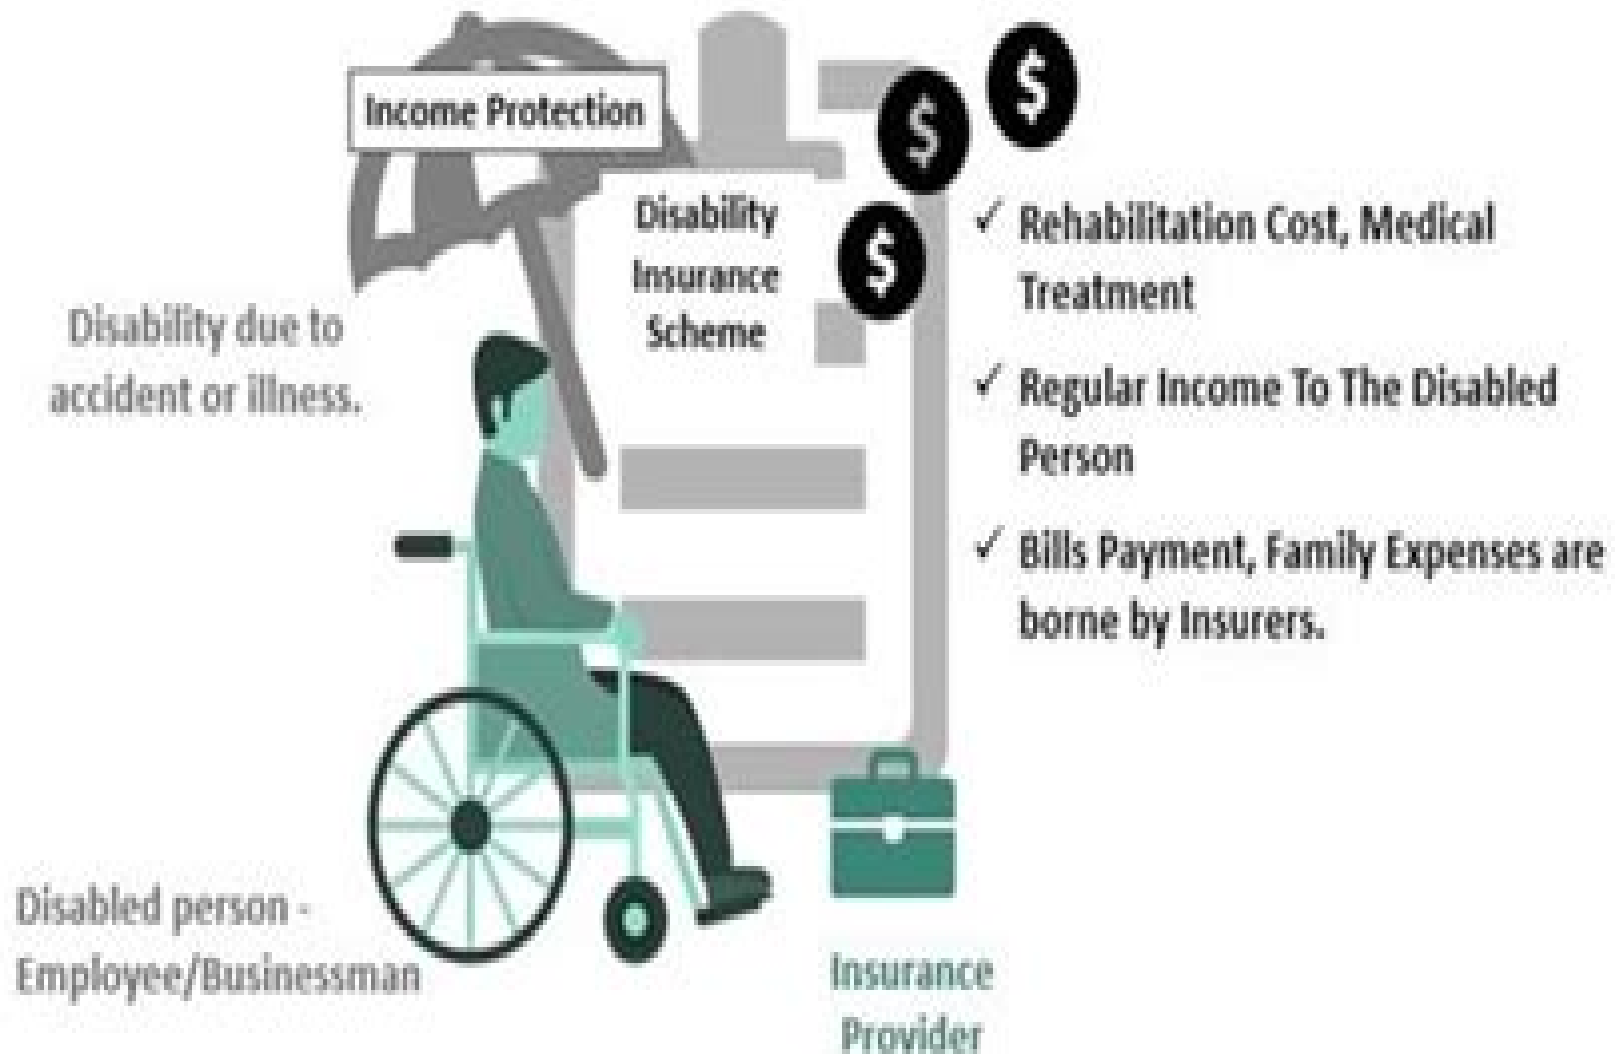 Income Protection
Disability
Insurance
Scheme
$
$
$
Disability due to
accident or illness.
✓ Rehabilitation Cost, Medical
Treatment
✓ Regular Income To The Disabled
Person
✓ Bills Payment, Family Expenses are
borne by Insurers.
Disabled person -
Employee/Businessman
Insurance
Provider